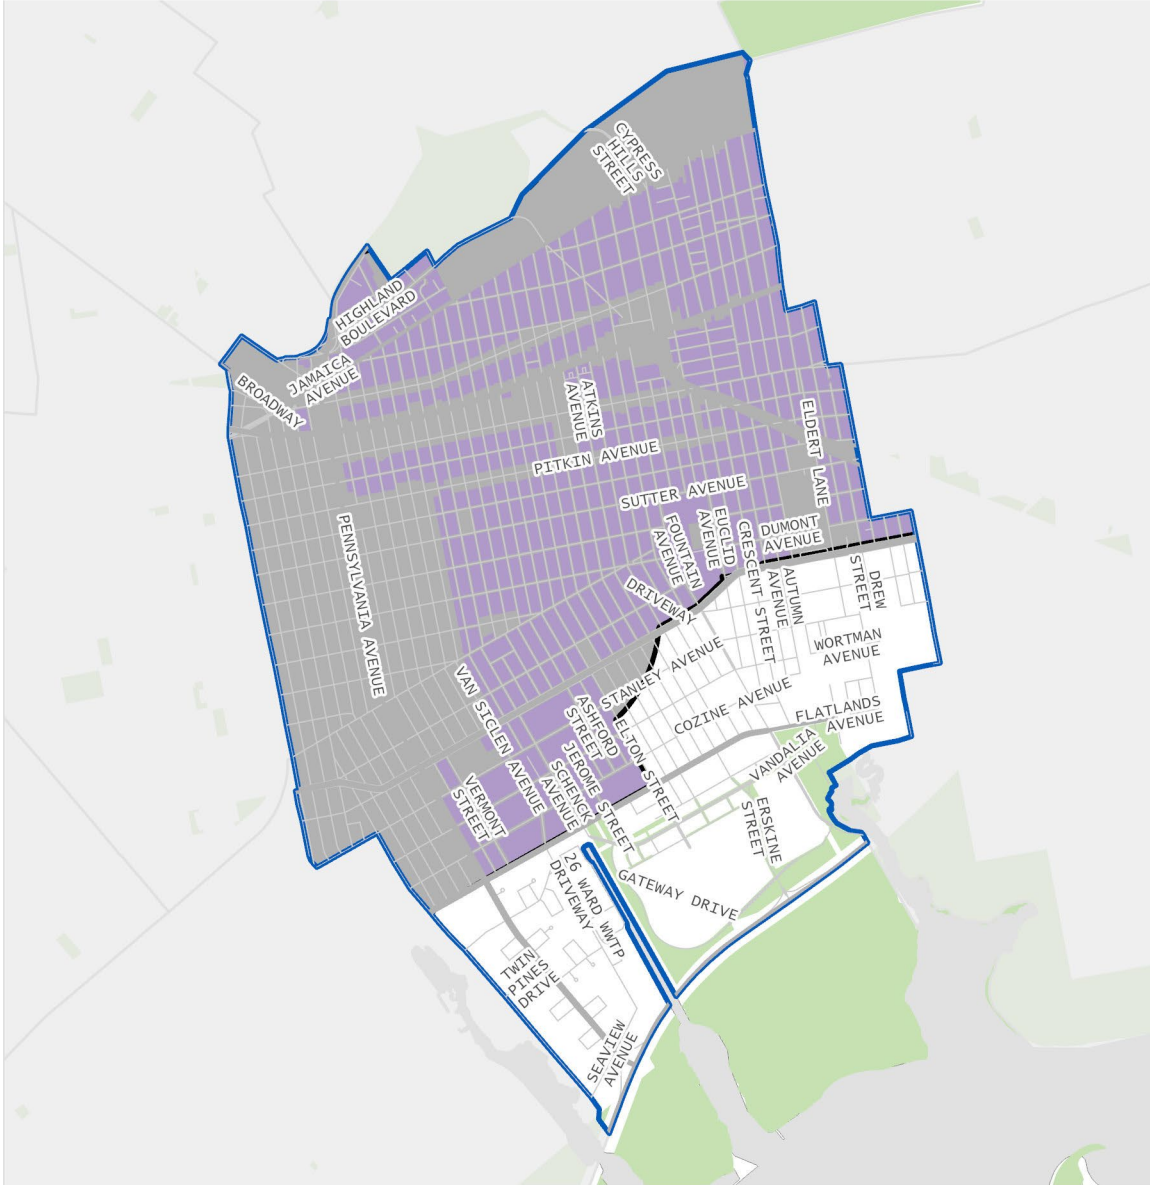 CYPRESS
HILLS
STREET
HIGHLAND
BOULEVARD
JAMAICA
AVENUE
BROADWAY
ATKINS
AVENUE
ELDERT LANE
PITKIN AVENUE
SUTTER AVENUE
PENNSYLVANIA AVENUE
FOUNTAIN
AVENUE
EUCLID
AVENUE
CRESCENT STREET
DUMONT
AVENUE
AUTUMN
AVENUE
DREW
STREET
DRIVEWAY
WORTMAN
AVENUE
STANLEY AVENUE
VAN SICLEN AVENUE
COZINE AVENUE
FLATLANDS
AVENUE
ASHFORD
STREET
ELTON STREET
JEROME STREET
SCHENCK
AVENUE
VANDALIA
AVENUE
VERMONT
STREET
ERSKINE
STREET
GATEWAY DRIVE
26 WARD WWTP
DRIVEWAY
TWIN
PINES
DRIVE
SEAVIEW
AVENUE